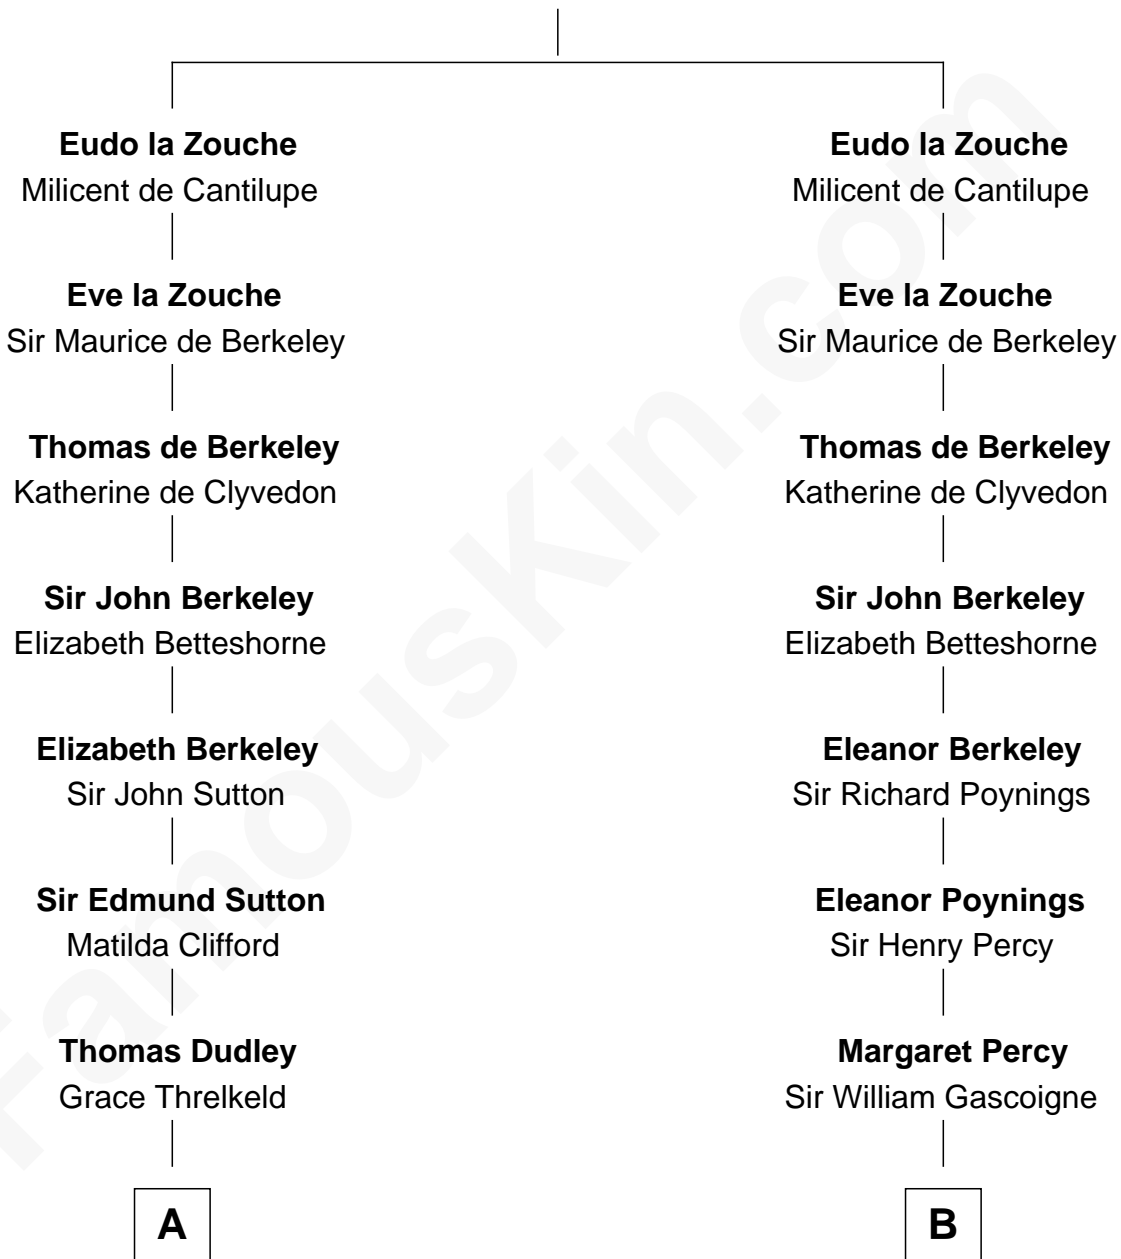 Eudo la Zouche
Milicent de Cantilupe
Eve la Zouche
Sir Maurice de Berkeley
Thomas de Berkeley
Katherine de Clyvedon
Sir John Berkeley
Elizabeth Betteshorne
Elizabeth Berkeley
Sir John Sutton
Sir Edmund Sutton
Matilda Clifford
Thomas Dudley
Grace Threlkeld
A
Eudo la Zouche
Milicent de Cantilupe
Eve la Zouche
Sir Maurice de Berkeley
Thomas de Berkeley
Katherine de Clyvedon
Sir John Berkeley
Elizabeth Betteshorne
Eleanor Berkeley
Sir Richard Poynings
Eleanor Poynings
Sir Henry Percy
Margaret Percy
Sir William Gascoigne
B
FamousKin.com